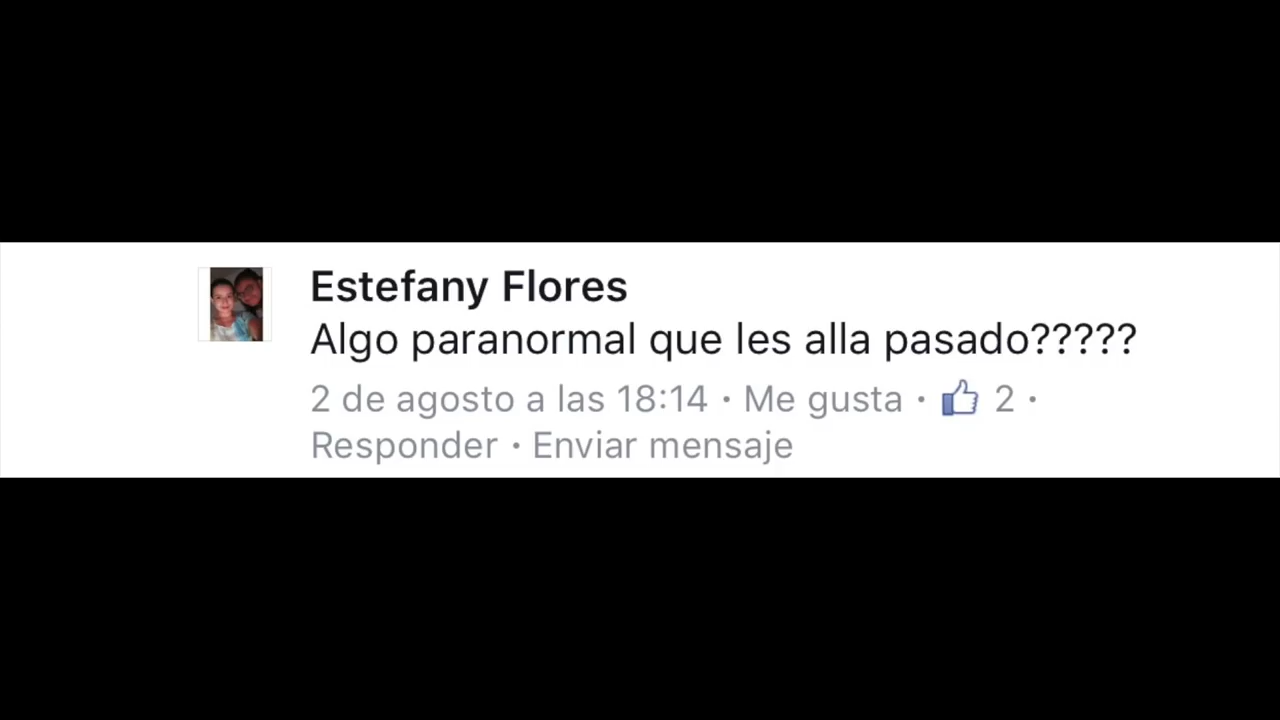 Estefany Flores
Algo paranormal que les alla pasado?????
2 de agosto a las 18:14 · Me gusta · 2 ·
Responder · Enviar mensaje